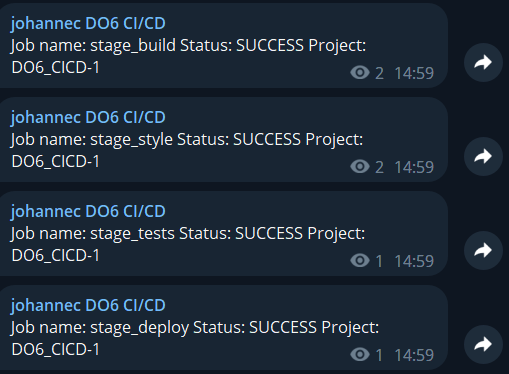 johannec DO6 CI/CD
Job name: stage_build Status: SUCCESS Project:
DO6_CICD-1
2 14:59
johannec DO6 CI/CD
Job name: stage_style Status: SUCCESS Project:
DO6_CICD-1
2 14:59
johannec DO6 CI/CD
Job name: stage_tests Status: SUCCESS Project:
DO6_CICD-1
1 14:59
johannec DO6 CI/CD
Job name: stage_deploy Status: SUCCESS Project:
DO6_CICD-1
1 14:59